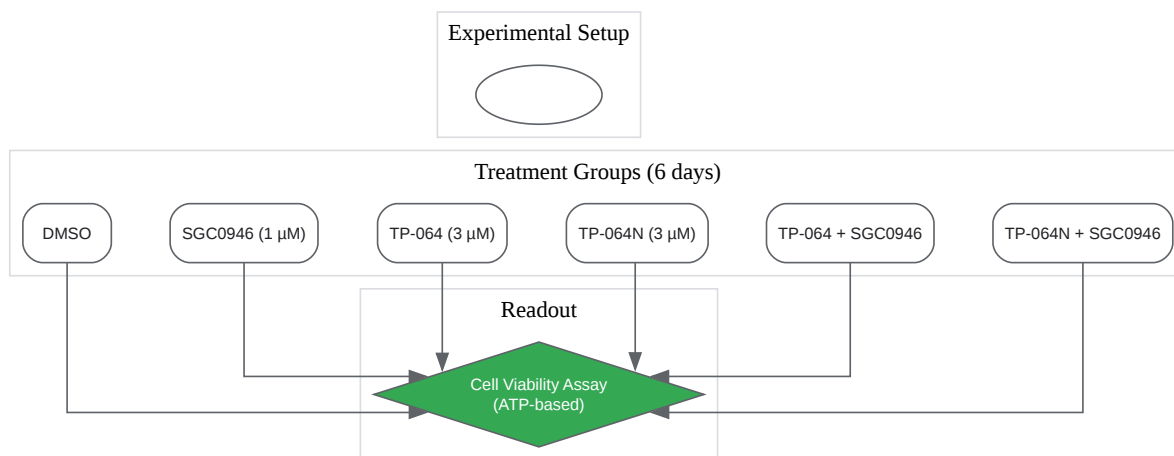 Experimental Setup
Treatment Groups (6 days)
DMSO
SGC0946 (1 µM)
TP-064 (3 µM)
TP-064N (3 µM)
TP-064 + SGC0946
TP-064N + SGC0946
Readout
Cell Viability Assay
(ATP-based)